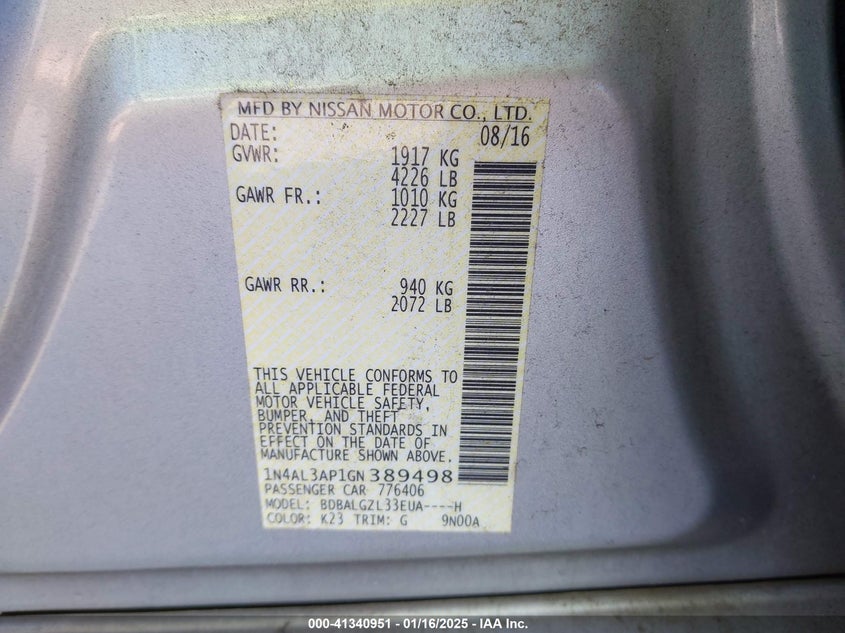 MFD BY NISSAN MOTOR CO., LTD.
DATE: 08/16
GVWR: 1917 KG
4226 LB
GAWR FR.: 1010 KG
2227 LB
GAWR RR.: 940 KG
2072 LB
THIS VEHICLE CONFORMS TO
ALL APPLICABLE FEDERAL
MOTOR VEHICLE SAFETY,
BUMPER, AND THEFT
PREVENTION STANDARDS IN
EFFECT ON THE DATE OF
MANUFACTURE SHOWN ABOVE.
1N4AL3AP1GN389498
PASSENGER CAR 776406
MODEL: BDBALGZL33EUA----H
COLOR: K23 TRIM: G 9N00A
000-41340951 - 01/16/2025 - IAA Inc.